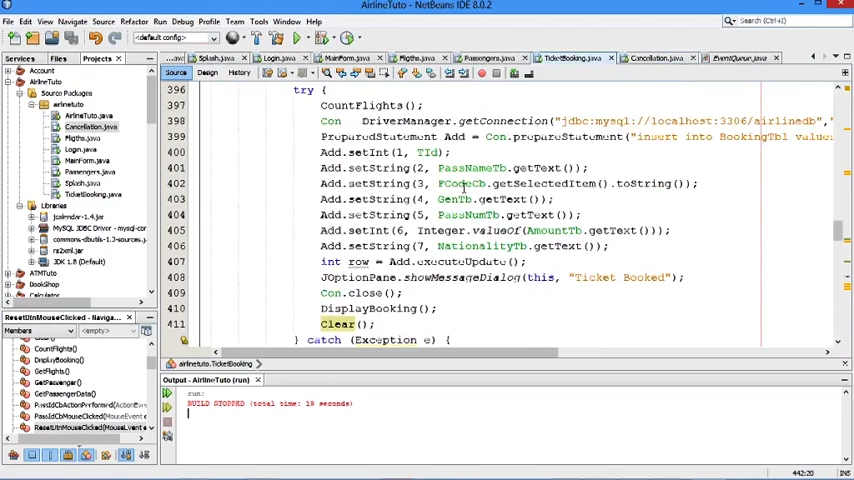 AirlineTuto - NetBeans IDE 8.0.2
File Edit View Navigate Source Refactor Run Debug Profile Team Tools Window Help
Search (Ctrl+I)
<default config>
Services Files Projects
Splash.java Login.java MainForm.java Fligths.java Passengers.java TicketBooking.java Cancellation.java EventQueue.java
Source Design History
Account
AirlineTuto
Source Packages
airlinetuto
AirlineTuto.java
Cancellation.java
Fligths.java
Login.java
MainForm.java
Passengers.java
Splash.java
TicketBooking.java
Libraries
jcalendar-1.4.jar
MySQL JDBC Driver - mysql-con
commons-dbutils-1.3-sources.j
rs2xml.jar
JDK 1.8 (Default)
ATMTuto
BookShop
Calculator
396 try {
397 CountFlights();
398 Con DriverManager.getConnection("jdbc:mysql://localhost:3306/airlinedb","
399 PreparedStatement Add = Con.prepareStatement("insert into BookingTbl values
400 Add.setInt(1, TId);
401 Add.setString(2, PassNameTb.getText());
402 Add.setString(3, FCodeCb.getSelectedItem().toString());
403 Add.setString(4, GenTb.getText());
404 Add.setString(5, PassNumTb.getText());
405 Add.setInt(6, Integer.valueOf(AmountTb.getText()));
406 Add.setString(7, NationalityTb.getText());
407 int row = Add.executeUpdate();
408 JOptionPane.showMessageDialog(this, "Ticket Booked");
409 Con.close();
410 DisplayBooking();
411 Clear();
} catch (Exception e) {
ResetBtnMouseClicked(MouseE...
Members <empty>
CountFlights()
DisplayBooking()
GetFlights()
GetPassenger()
GetPassengerData()
PassIdCbActionPerformed(ActionEv
PassIdCbMouseClicked(MouseEvent e
ResetBtnMouseClicked(MouseEvent
airlinetuto.TicketBooking
Output - AirlineTuto (run)
run:
BUILD STOPPED (total time: 19 seconds)
442:20 INS